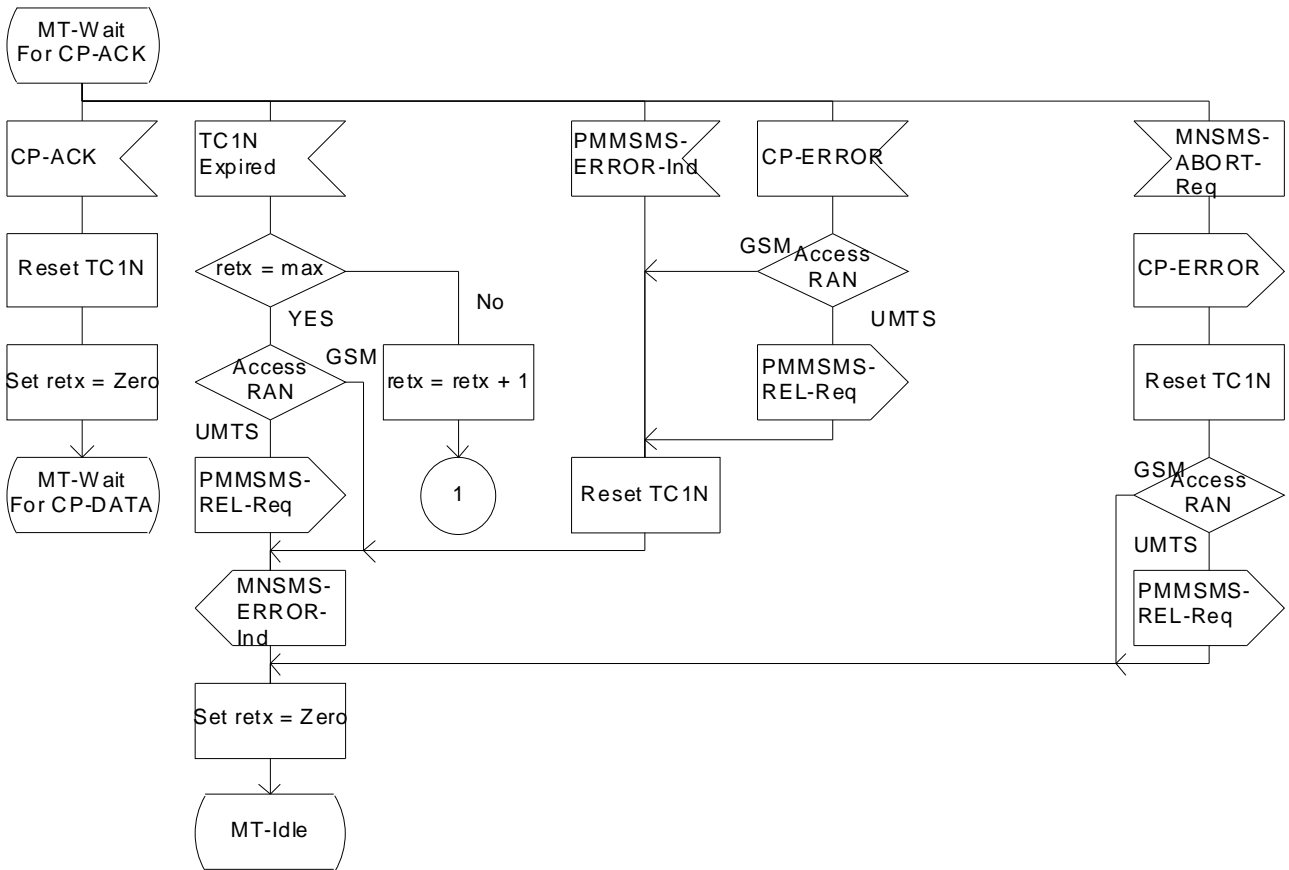 MT-Wait
For CP-ACK
CP-ACK
TC1N
Expired
PMMSMS-
ERROR-Ind
CP-ERROR
MNSMS-
ABORT-
Req
Reset TC1N
retx = max
GSM
Access
RAN
CP-ERROR
No
YES
UMTS
Set retx = Zero
Access
RAN
GSM
retx = retx + 1
PMMSMS-
REL-Req
Reset TC1N
UMTS
MT-Wait
For CP-DATA
PMMSMS-
REL-Req
1
Reset TC1N
GSM
Access
RAN
UMTS
MNSMS-
ERROR-
Ind
PMMSMS-
REL-Req
Set retx = Zero
MT-Idle